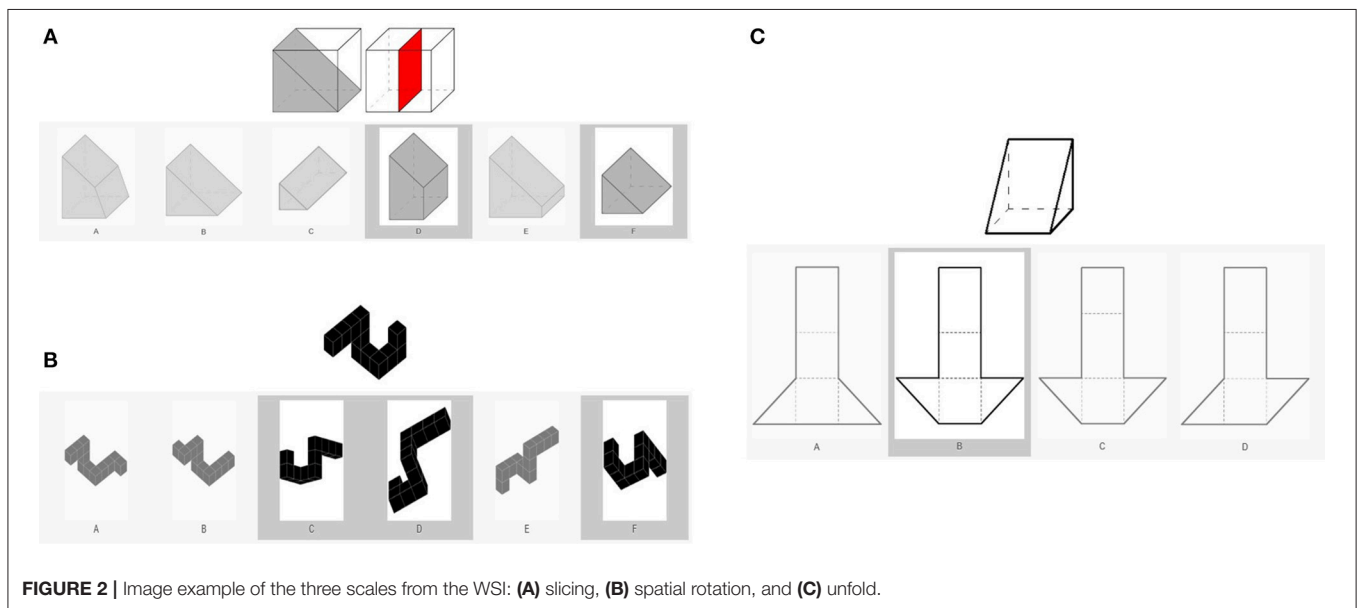 A
C
A B C D E F
B
A B C D
A B C D E F
FIGURE 2 | Image example of the three scales from the WSI: (A) slicing, (B) spatial rotation, and (C) unfold.